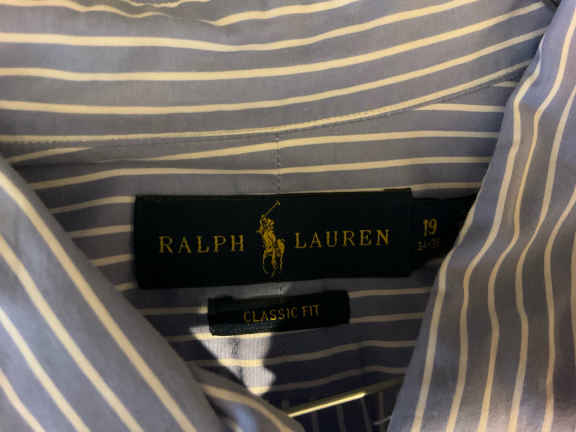 RALPH LAUREN
19
CLASSIC FIT